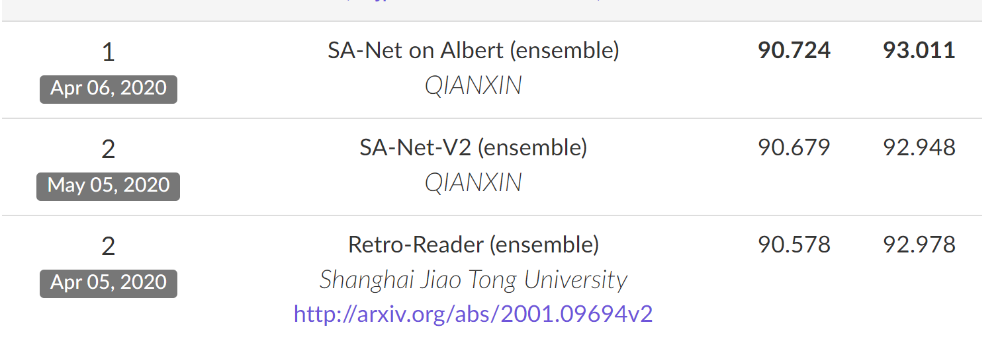 1 SA-Net on Albert (ensemble) 90.724 93.011
Apr 06, 2020 QIANXIN
2 SA-Net-V2 (ensemble) 90.679 92.948
May 05, 2020 QIANXIN
2 Retro-Reader (ensemble) 90.578 92.978
Apr 05, 2020 Shanghai Jiao Tong University
http://arxiv.org/abs/2001.09694v2